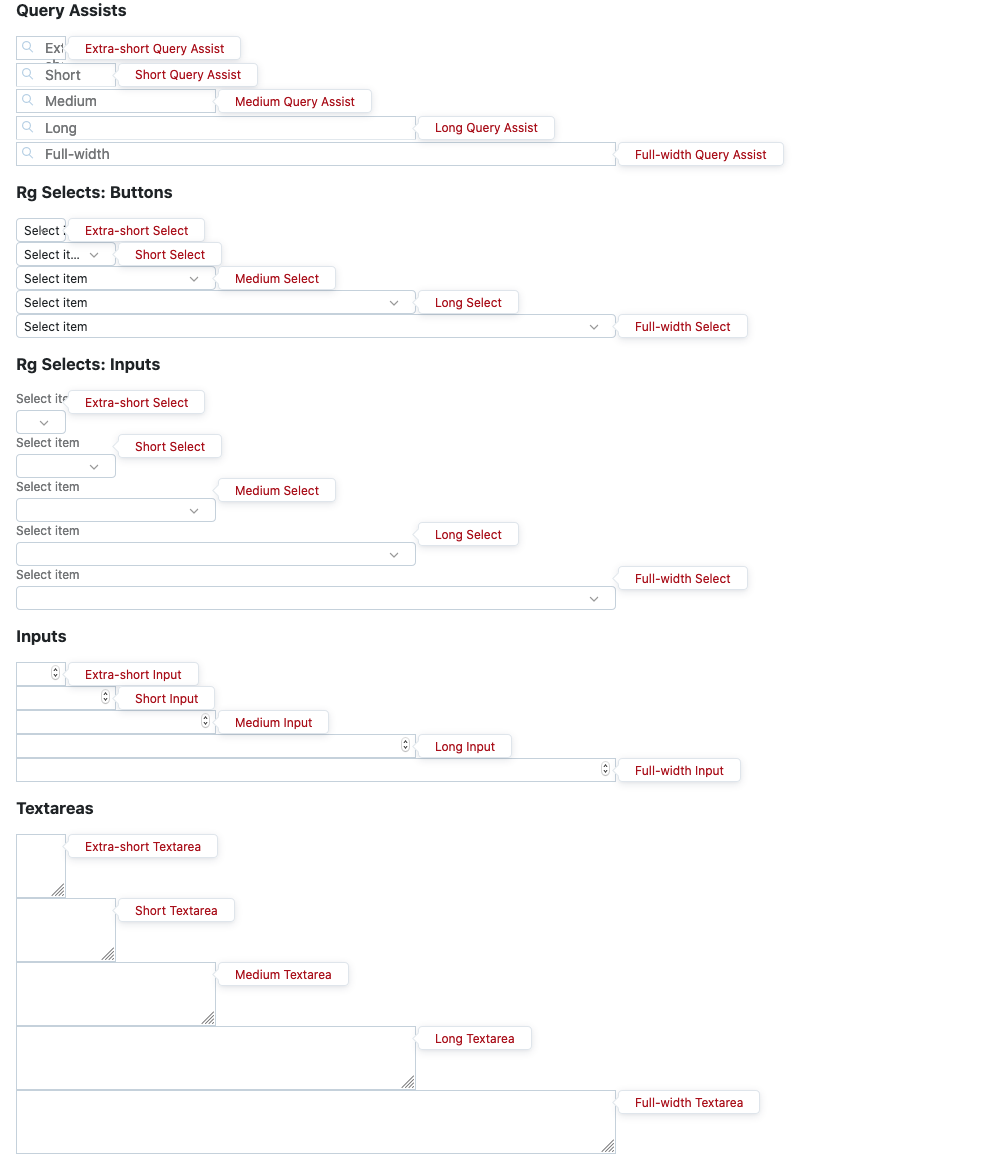 Query Assists
Extra-short Query Assist
Short Short Query Assist
Medium Medium Query Assist
Long Long Query Assist
Full-width Full-width Query Assist
Rg Selects: Buttons
Select Extra-short Select
Select it... Short Select
Select item Medium Select
Select item Long Select
Select item Full-width Select
Rg Selects: Inputs
Select Extra-short Select
Select item Short Select
Select item Medium Select
Select item Long Select
Select item Full-width Select
Inputs
Extra-short Input
Short Input
Medium Input
Long Input
Full-width Input
Textareas
Extra-short Textarea
Short Textarea
Medium Textarea
Long Textarea
Full-width Textarea